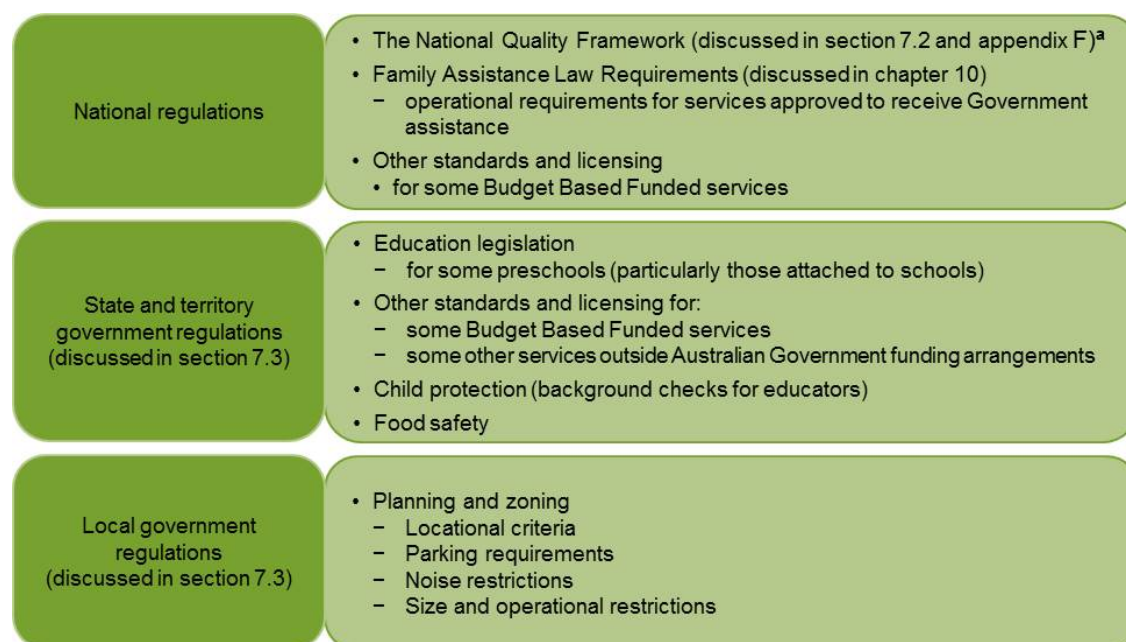 National regulations
• The National Quality Framework (discussed in section 7.2 and appendix F)ᵃ
• Family Assistance Law Requirements (discussed in chapter 10)
− operational requirements for services approved to receive Government
assistance
• Other standards and licensing
• for some Budget Based Funded services
State and territory
government regulations
(discussed in section 7.3)
• Education legislation
− for some preschools (particularly those attached to schools)
• Other standards and licensing for:
− some Budget Based Funded services
− some other services outside Australian Government funding arrangements
• Child protection (background checks for educators)
• Food safety
Local government
regulations
(discussed in section 7.3)
• Planning and zoning
− Locational criteria
− Parking requirements
− Noise restrictions
− Size and operational restrictions